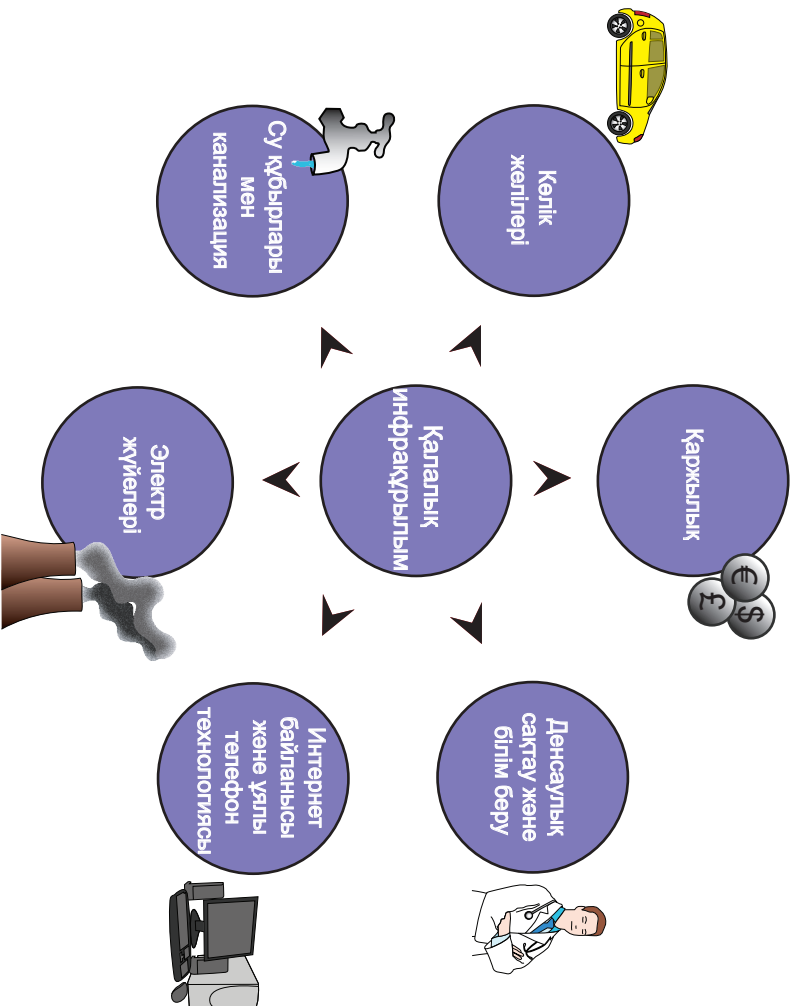 Қаржылық
€ $
£
Көлік
желілері
Денсаулық
сақтау және
білім беру
Қалалық
инфрақұрылым
Су құбырлары
мен
канализация
Интернет
байланысы
және ұялы
телефон
технологиясы
Электр
жүйелері